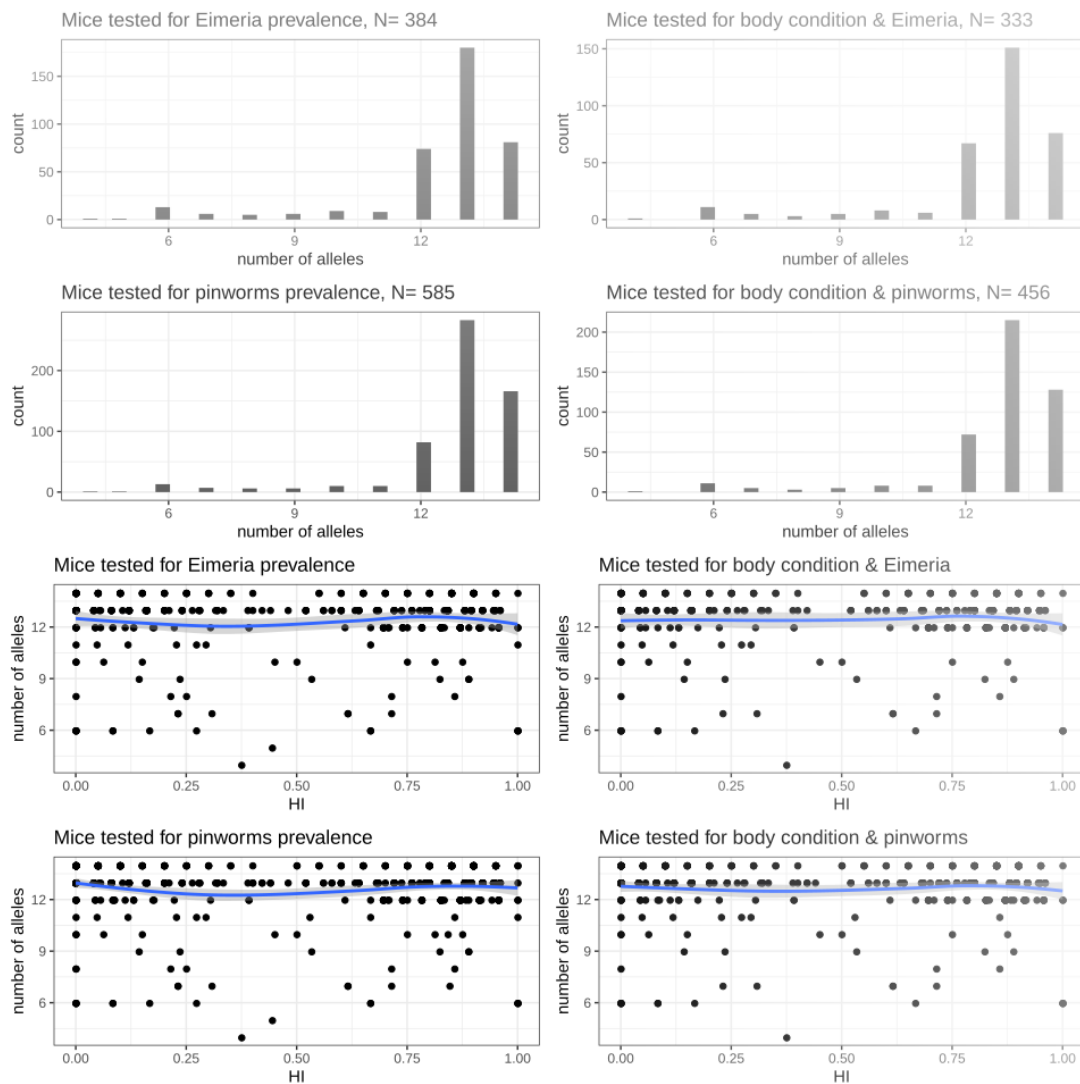 Mice tested for Eimeria prevalence, N= 384
count
150
100
50
0
6 9 12
number of alleles
Mice tested for body condition & Eimeria, N= 333
count
150
100
50
0
6 9 12
number of alleles
Mice tested for pinworms prevalence, N= 585
count
200
100
0
6 9 12
number of alleles
Mice tested for body condition & pinworms, N= 456
count
200
150
100
50
0
6 9 12
number of alleles
Mice tested for Eimeria prevalence
number of alleles
12
9
6
0.00 0.25 0.50 0.75 1.00
HI
Mice tested for body condition & Eimeria
number of alleles
12
9
6
0.00 0.25 0.50 0.75 1.00
HI
Mice tested for pinworms prevalence
number of alleles
12
9
6
0.00 0.25 0.50 0.75 1.00
HI
Mice tested for body condition & pinworms
number of alleles
12
9
6
0.00 0.25 0.50 0.75 1.00
HI